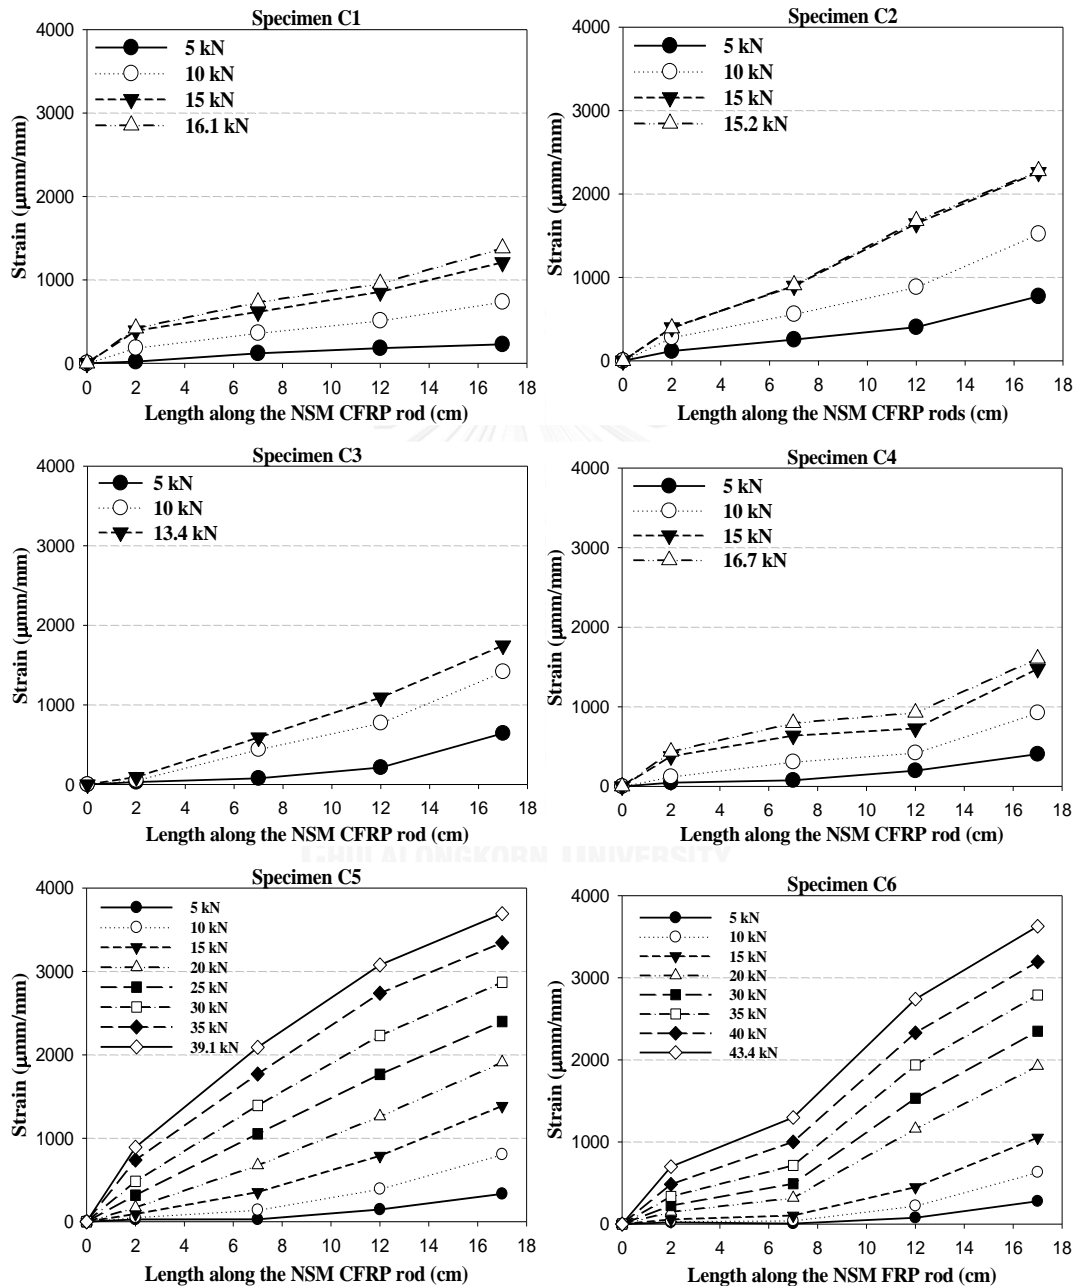 Specimen C1
4000
3000
2000
1000
0
5 kN
10 kN
15 kN
16.1 kN
Strain (µmm/mm)
0 2 4 6 8 10 12 14 16 18
Length along the NSM CFRP rod (cm)
Specimen C2
4000
3000
2000
1000
0
5 kN
10 kN
15 kN
15.2 kN
Strain (µmm/mm)
0 2 4 6 8 10 12 14 16 18
Length along the NSM CFRP rods (cm)
Specimen C3
4000
3000
2000
1000
0
5 kN
10 kN
13.4 kN
Strain (µmm/mm)
0 2 4 6 8 10 12 14 16 18
Length along the NSM CFRP rod (cm)
Specimen C4
4000
3000
2000
1000
0
5 kN
10 kN
15 kN
16.7 kN
Strain (µmm/mm)
0 2 4 6 8 10 12 14 16 18
Length along the NSM CFRP rod (cm)
CHULALONGKORN UNIVERSITY
Specimen C5
4000
3000
2000
1000
0
5 kN
10 kN
15 kN
20 kN
25 kN
30 kN
35 kN
39.1 kN
Strain (µmm/mm)
0 2 4 6 8 10 12 14 16 18
Length along the NSM CFRP rod (cm)
Specimen C6
4000
3000
2000
1000
0
5 kN
10 kN
15 kN
20 kN
30 kN
35 kN
40 kN
43.4 kN
Strain (µmm/mm)
0 2 4 6 8 10 12 14 16 18
Length along the NSM FRP rod (cm)